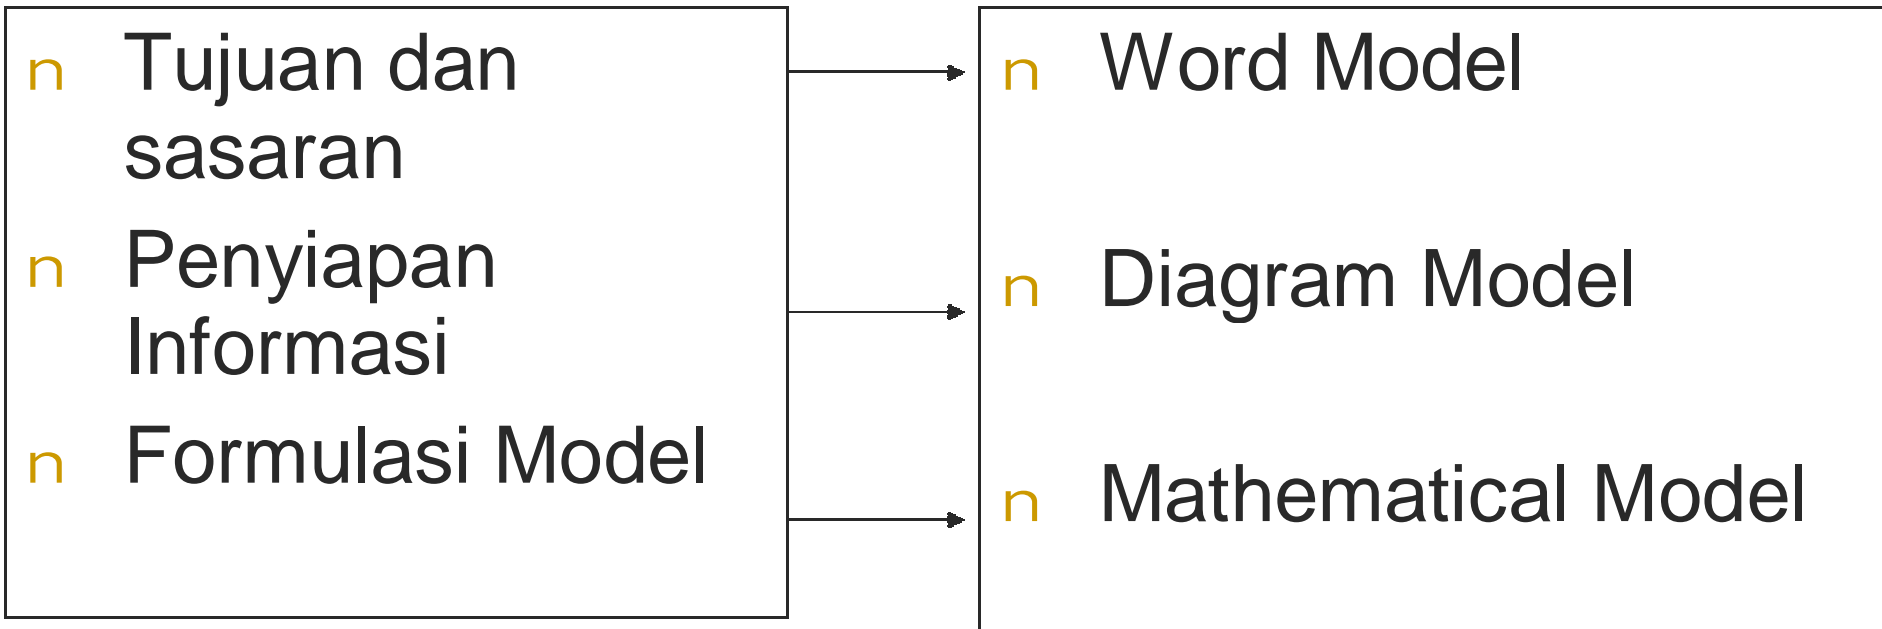 n Tujuan dan
sasaran
n Penyiapan
Informasi
n Formulasi Model
n Word Model
n Diagram Model
n Mathematical Model